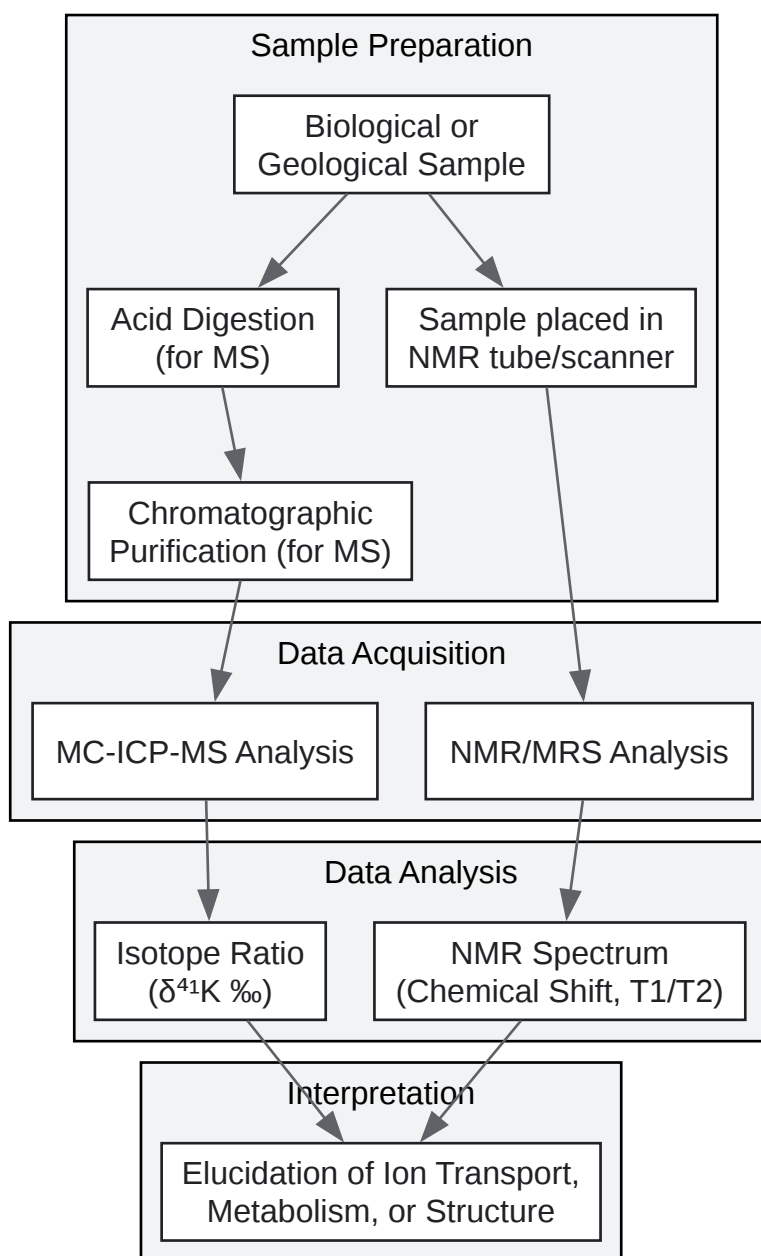 Sample Preparation
Biological or
Geological Sample
Acid Digestion
(for MS)
Sample placed in
NMR tube/scanner
Chromatographic
Purification (for MS)
Data Acquisition
MC-ICP-MS Analysis
NMR/MRS Analysis
Data Analysis
Isotope Ratio
(δ⁴¹K ‰)
NMR Spectrum
(Chemical Shift, T1/T2)
Interpretation
Elucidation of Ion Transport,
Metabolism, or Structure